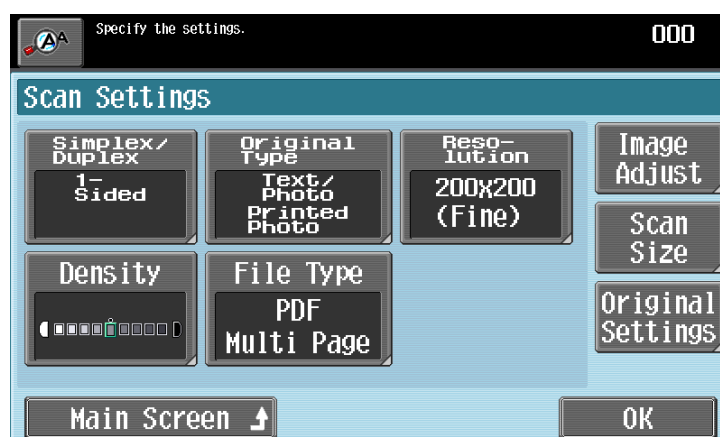 Specify the settings.
000
Scan Settings
Simplex/
Duplex
1-
Sided
Original
Type
Text/
Photo
Printed
Photo
Reso-
lution
200X200
(Fine)
Image
Adjust
Scan
Size
Density
File Type
PDF
Multi Page
Original
Settings
Main Screen
OK